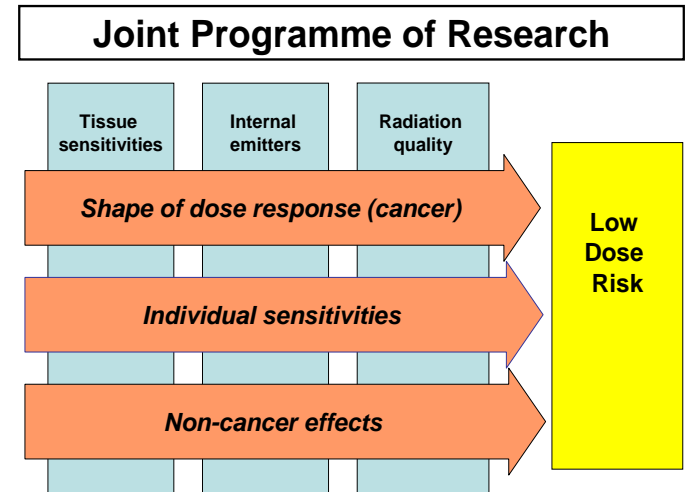 Joint Programme of Research
Tissue
sensitivities
Internal
emitters
Radiation
quality
Shape of dose response (cancer)
Individual sensitivities
Non-cancer effects
Low
Dose
Risk